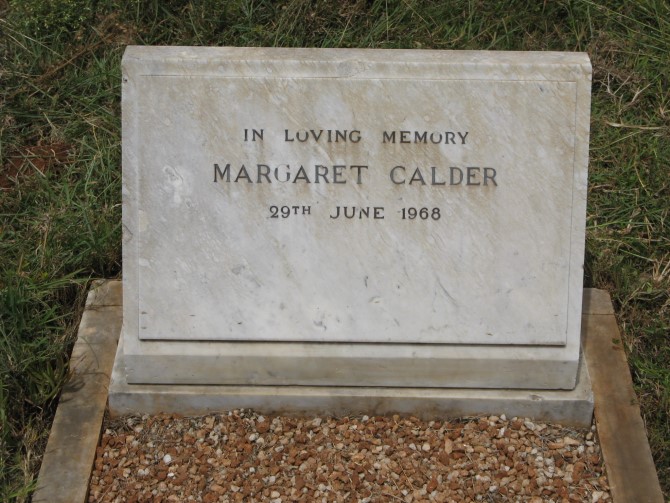 IN LOVING MEMORY
MARGARET CALDER
29TH JUNE 1968